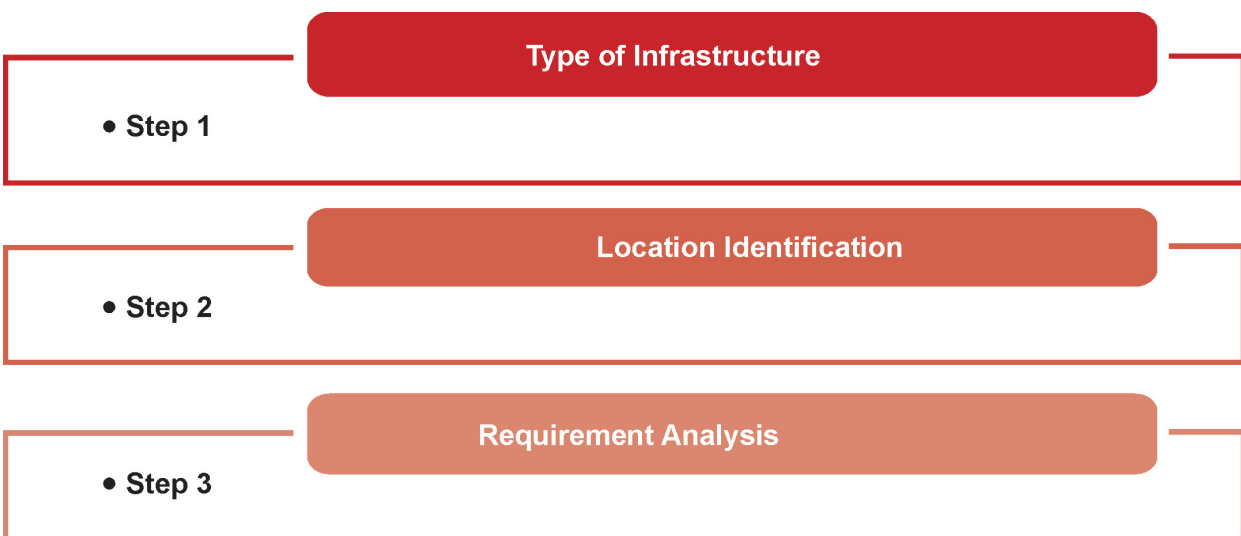 Type of Infrastructure
• Step 1
Location Identification
• Step 2
Requirement Analysis
• Step 3